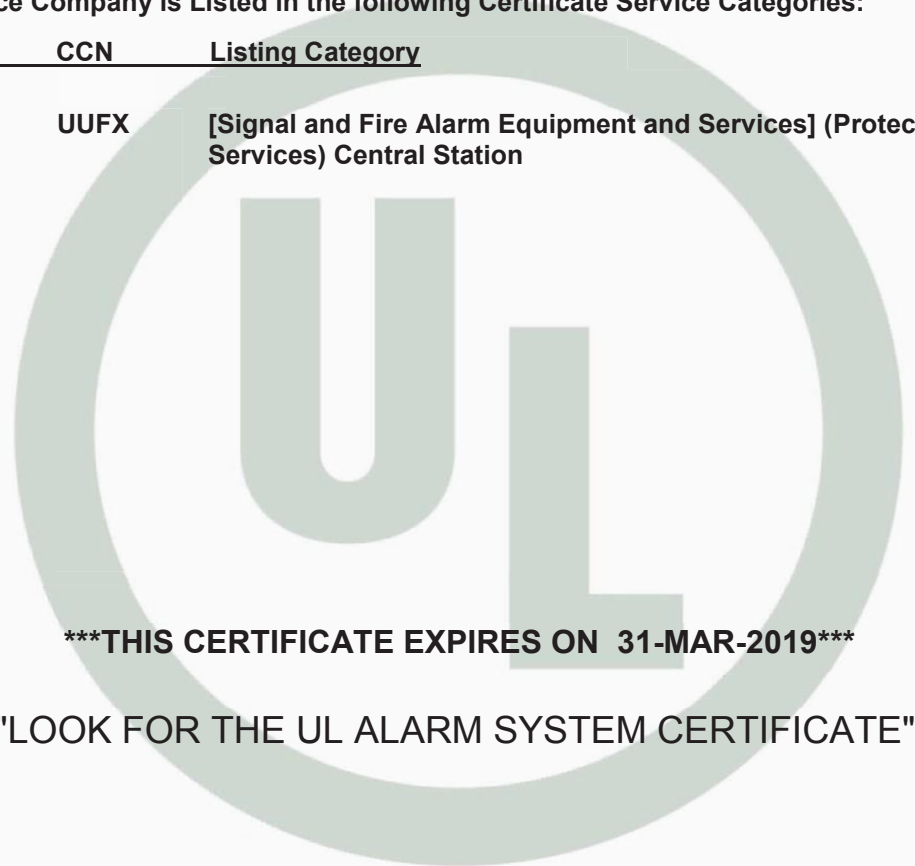 ce Company is Listed in the following Certificate Service Categories:
CCN Listing Category
UUFX [Signal and Fire Alarm Equipment and Services] (Protec
Services) Central Station
UL
***THIS CERTIFICATE EXPIRES ON 31-MAR-2019***
"LOOK FOR THE UL ALARM SYSTEM CERTIFICATE"